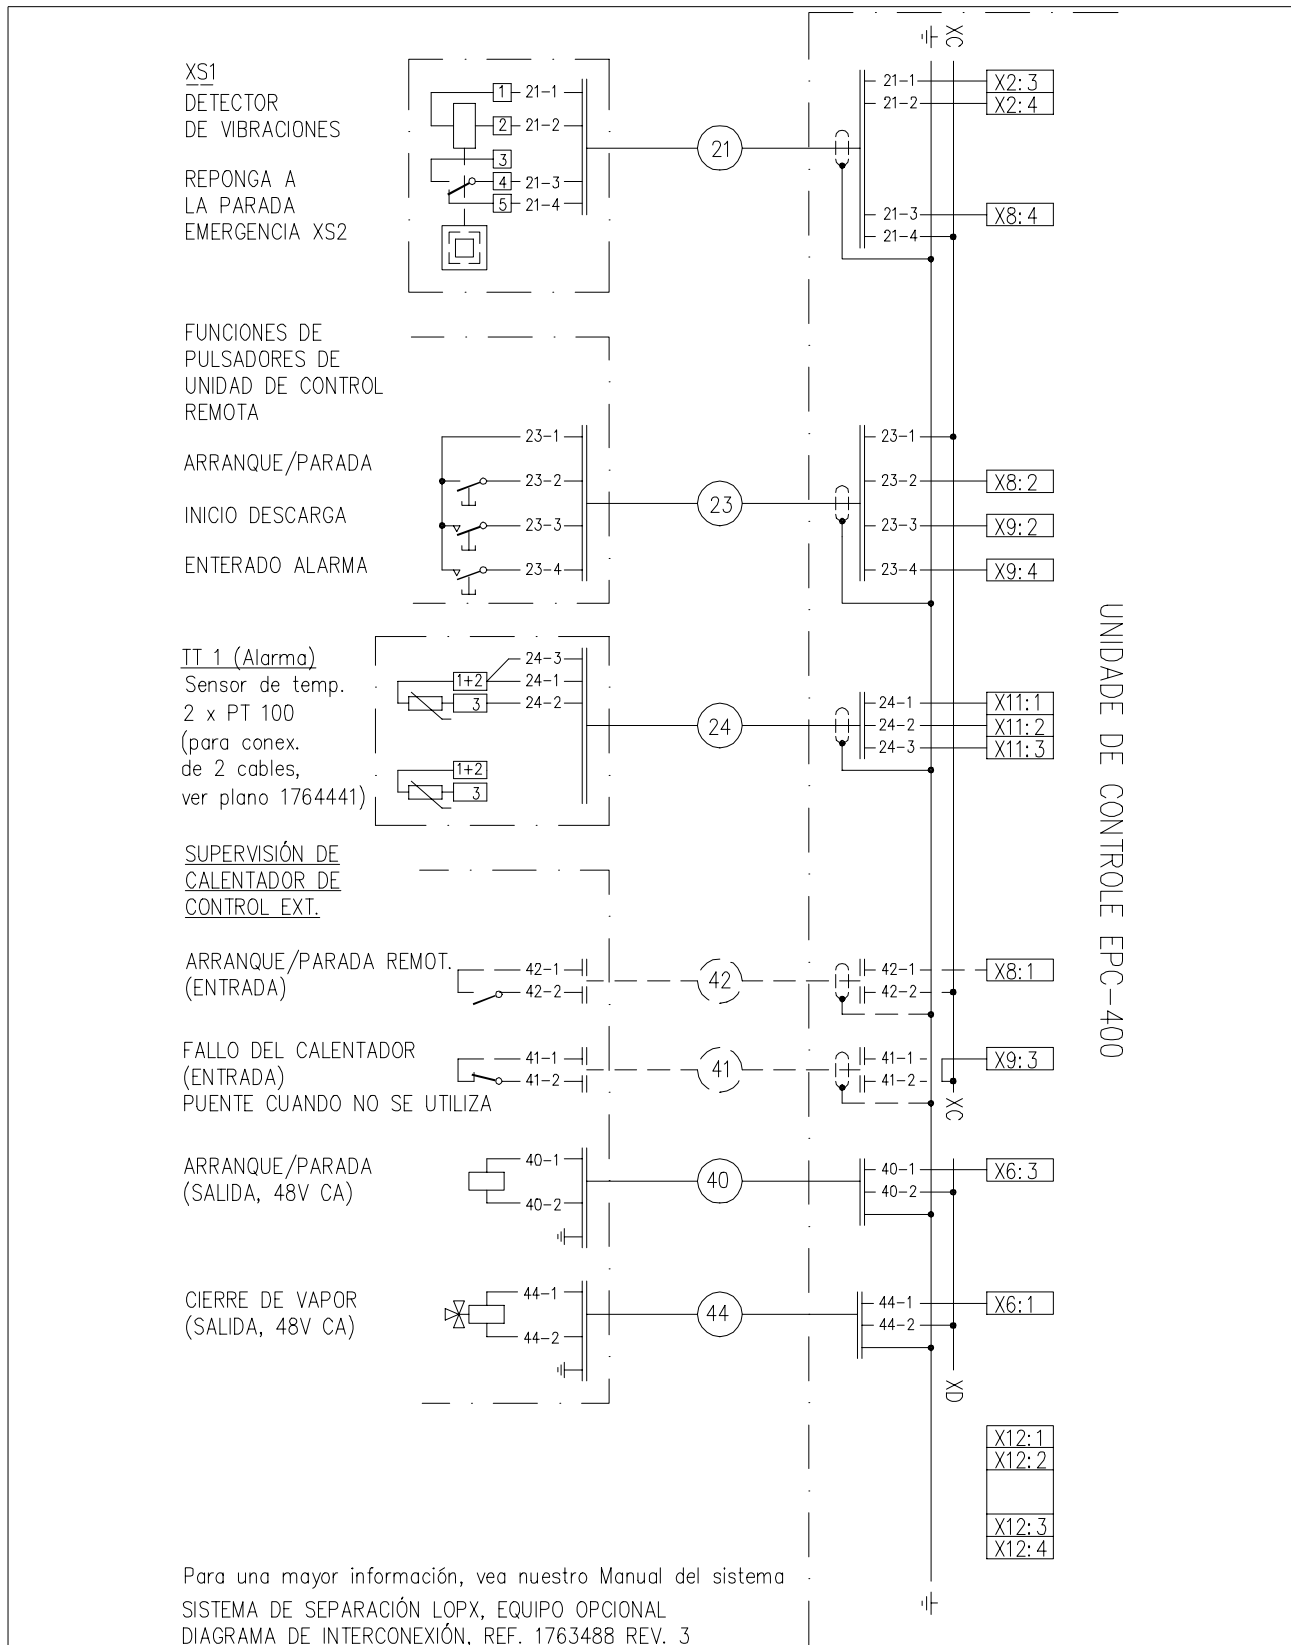 XC
XS1
DETECTOR
DE VIBRACIONES
REPONGA A
LA PARADA
EMERGENCIA XS2
1 21-1
2 21-2
3
4 21-3
5 21-4
21
21-1 X2:3
21-2 X2:4
21-3 X8:4
21-4
FUNCIONES DE
PULSADORES DE
UNIDAD DE CONTROL
REMOTA
ARRANQUE/PARADA
INICIO DESCARGA
ENTERADO ALARMA
23-1
23-2
23-3
23-4
23
23-1
23-2 X8:2
23-3 X9:2
23-4 X9:4
UNIDADE DE CONTROLE EPC-400
TT 1 (Alarma)
Sensor de temp.
2 x PT 100
(para conex.
de 2 cables,
ver plano 1764441)
24-3
1+2 24-1
3 24-2
1+2
3
24
24-1 X11:1
24-2 X11:2
24-3 X11:3
SUPERVISIÓN DE
CALENTADOR DE
CONTROL EXT.
ARRANQUE/PARADA REMOT.
(ENTRADA)
42-1
42-2
42
42-1 X8:1
42-2
FALLO DEL CALENTADOR
(ENTRADA)
PUENTE CUANDO NO SE UTILIZA
41-1
41-2
41
41-1 X9:3
41-2
XC
ARRANQUE/PARADA
(SALIDA, 48V CA)
40-1
40-2
40
40-1 X6:3
40-2
CIERRE DE VAPOR
(SALIDA, 48V CA)
44-1
44-2
44
44-1 X6:1
44-2
XD
X12:1
X12:2
X12:3
X12:4
Para una mayor información, vea nuestro Manual del sistema
SISTEMA DE SEPARACIÓN LOPX, EQUIPO OPCIONAL
DIAGRAMA DE INTERCONEXIÓN, REF. 1763488 REV. 3